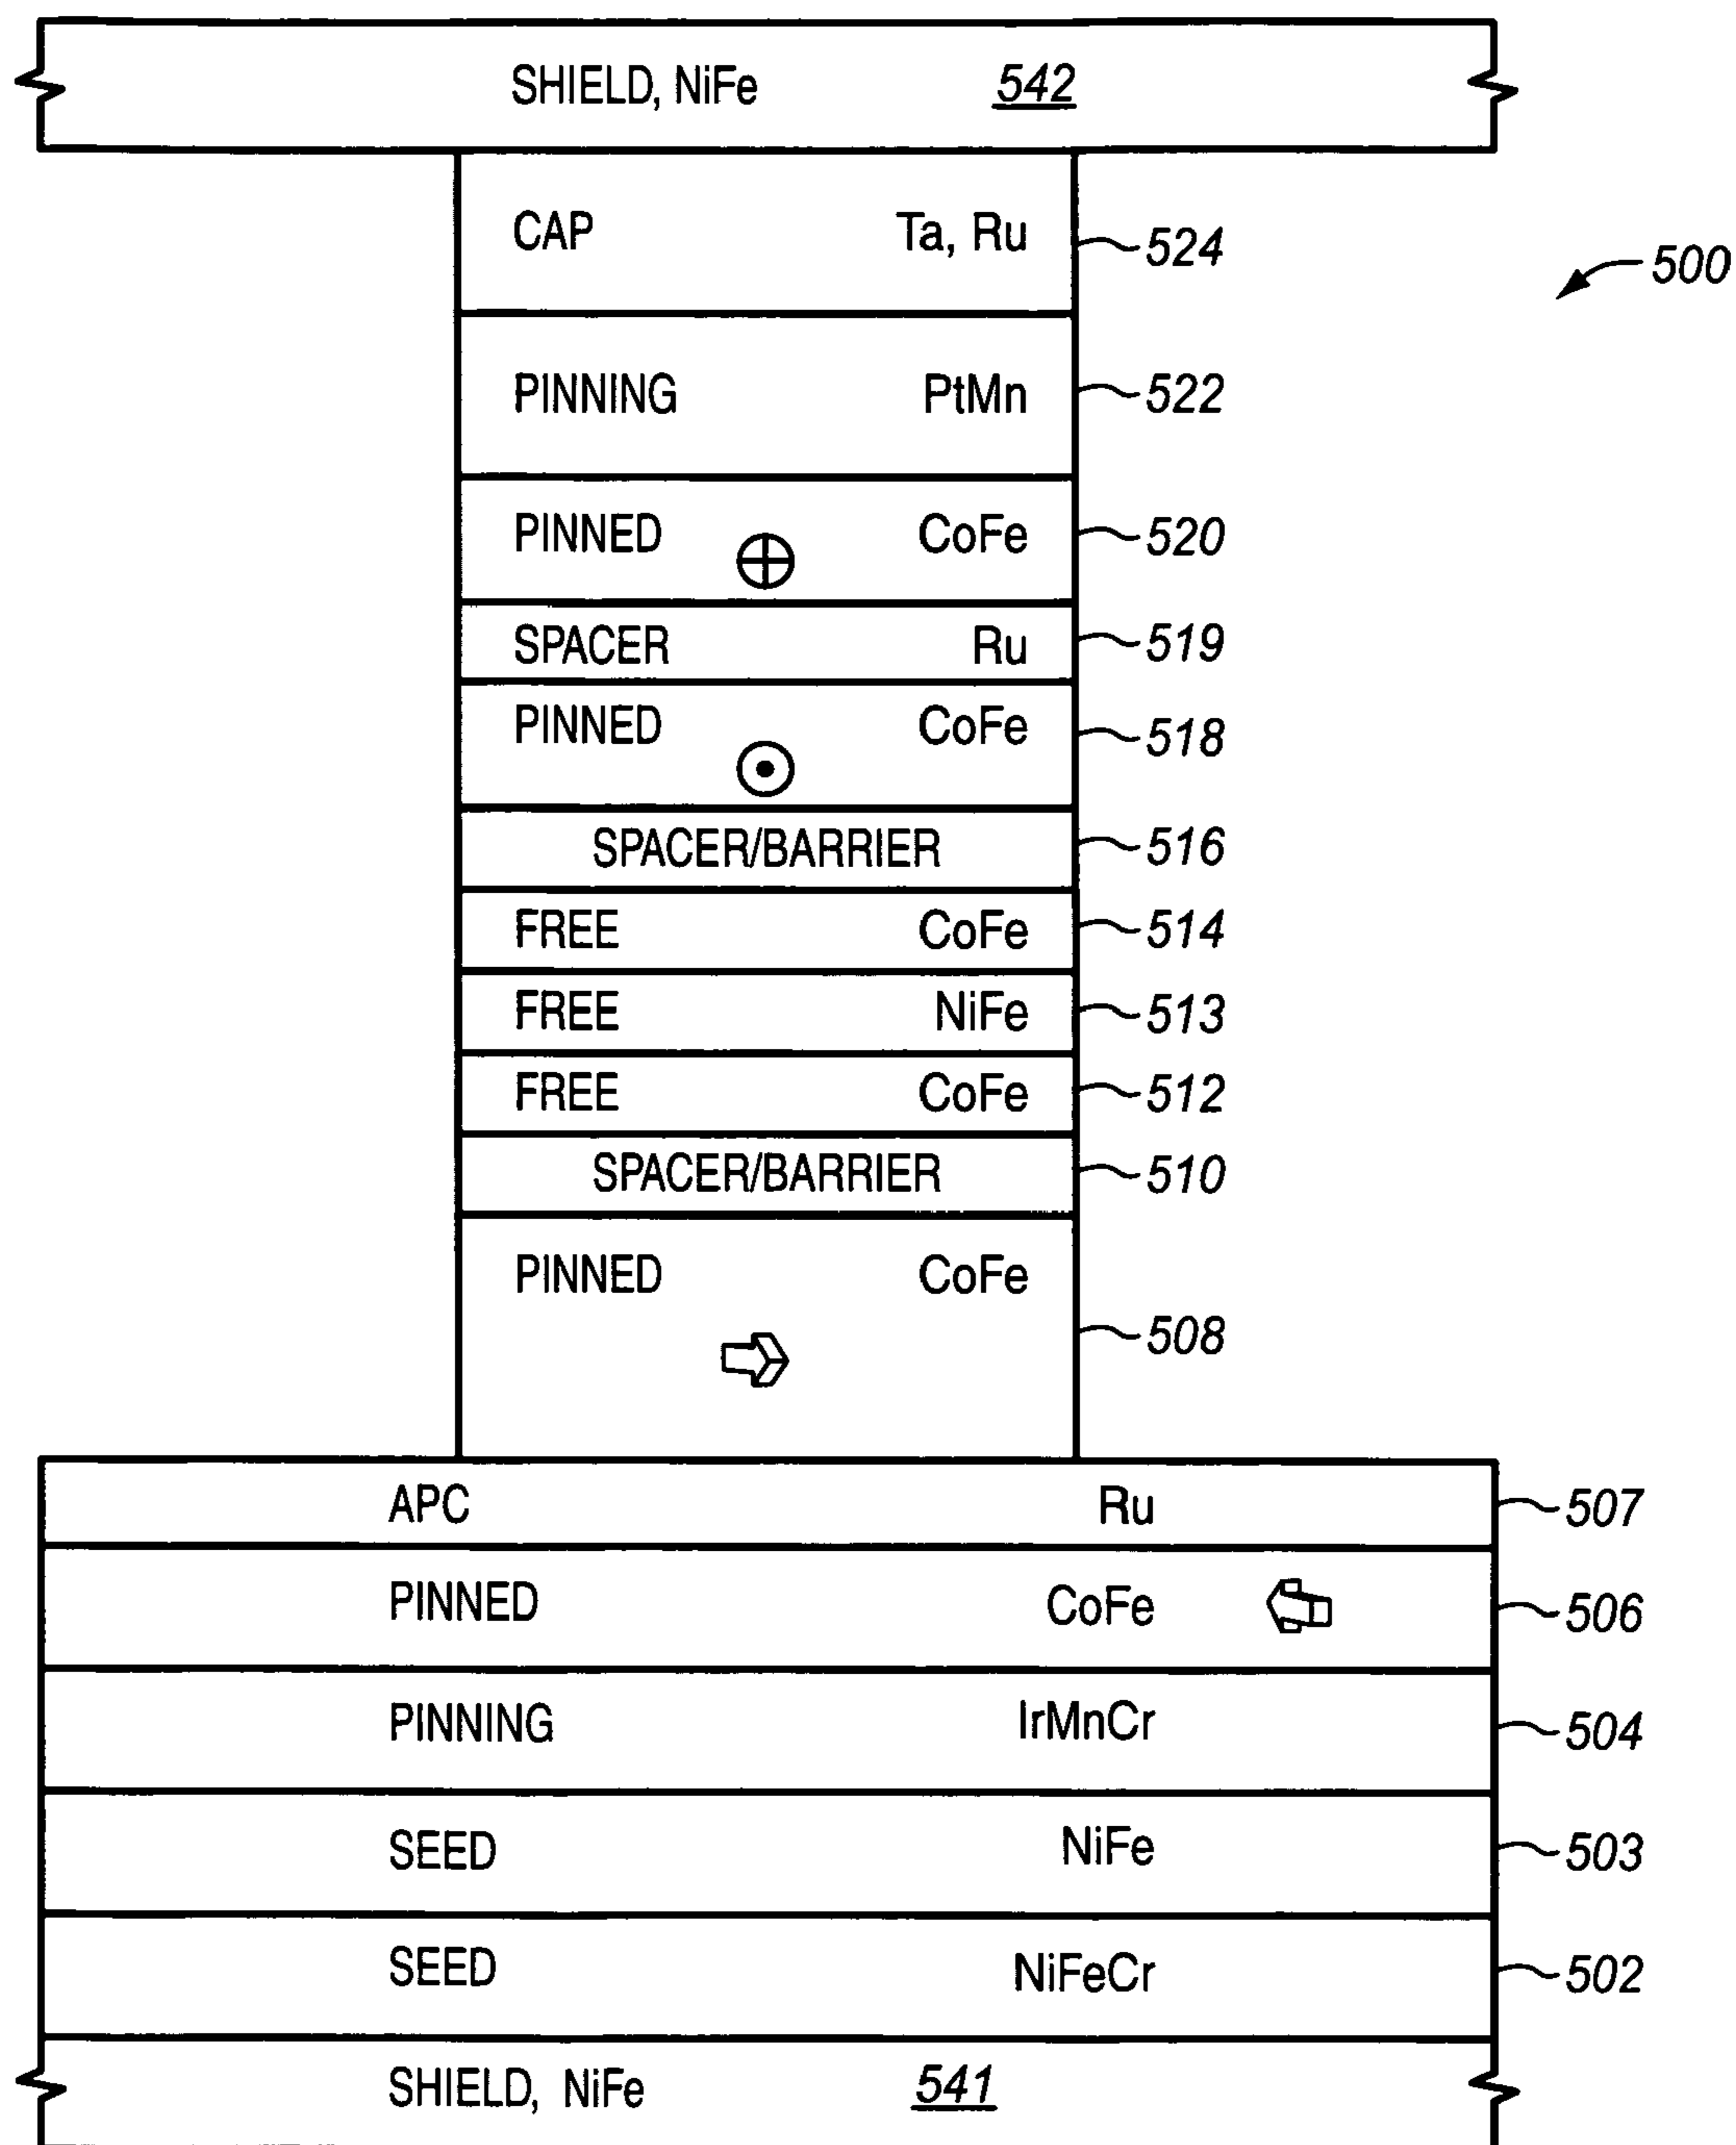 SHIELD, NiFe 542
CAP Ta, Ru 524
500
PINNING PtMn 522
PINNED CoFe 520
SPACER Ru 519
PINNED CoFe 518
SPACER/BARRIER 516
FREE CoFe 514
FREE NiFe 513
FREE CoFe 512
SPACER/BARRIER 510
PINNED CoFe
508
APC Ru 507
PINNED CoFe 506
PINNING IrMnCr 504
SEED NiFe 503
SEED NiFeCr 502
SHIELD, NiFe 541